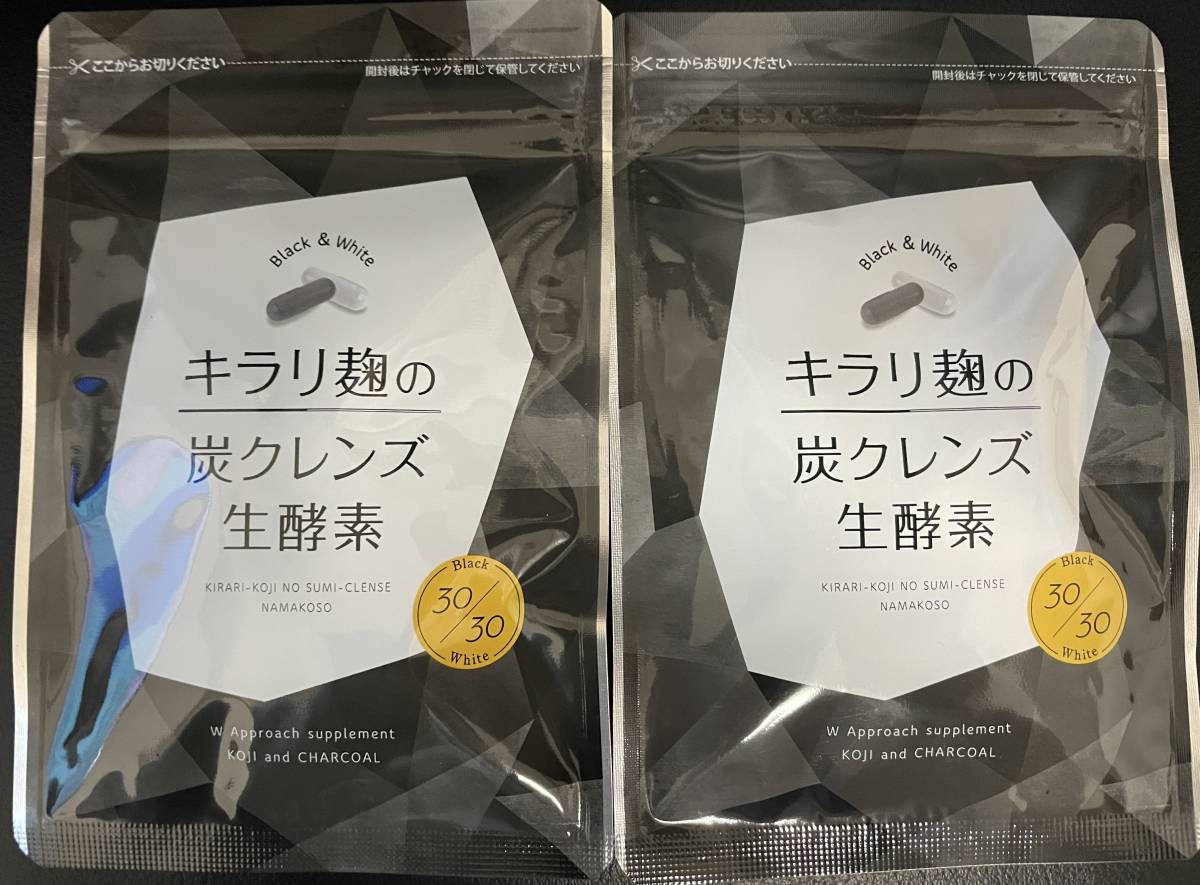 ここからお切りください
開封後はチャックを閉じて保管してください
Black & White
キラリ麹の
炭クレンズ
生酵素
KIRARI-KOJI NO SUMI-CLENSE
NAMAKOSO
Black
30/30
White
W Approach supplement
KOJI and CHARCOAL
ここからお切りください
開封後はチャックを閉じて保管してください
Black & White
キラリ麹の
炭クレンズ
生酵素
KIRARI-KOJI NO SUMI-CLENSE
NAMAKOSO
Black
30/30
White
W Approach supplement
KOJI and CHARCOAL